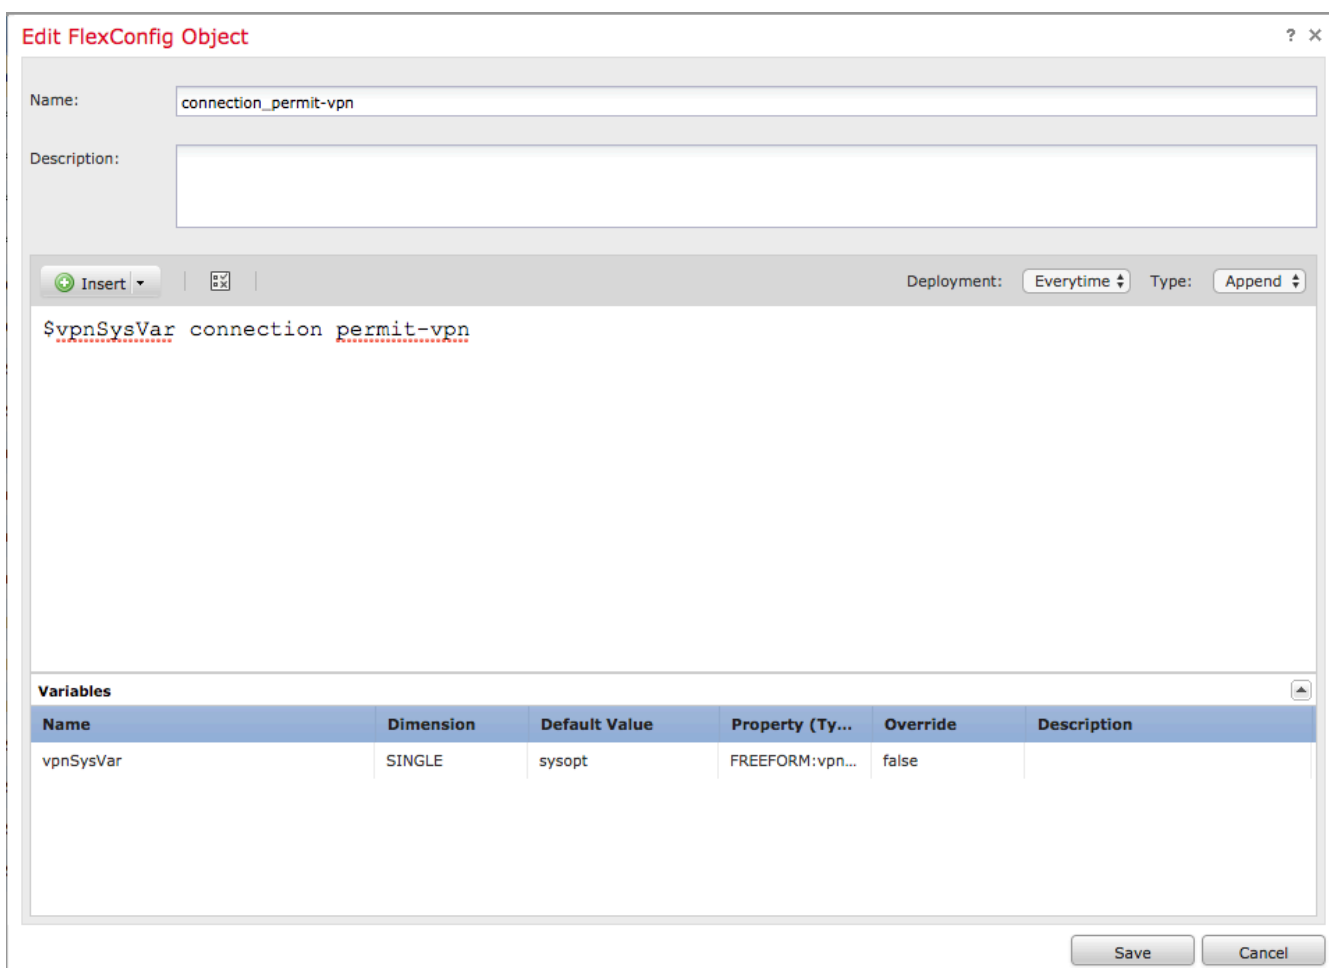 Edit FlexConfig Object ? ×
Name: connection_permit-vpn
Description:
Insert Deployment: Everytime Type: Append
$vpnSysVar connection permit-vpn
Variables
Name Dimension Default Value Property (Ty... Override Description
vpnSysVar SINGLE sysopt FREEFORM:vpn... false
Save Cancel